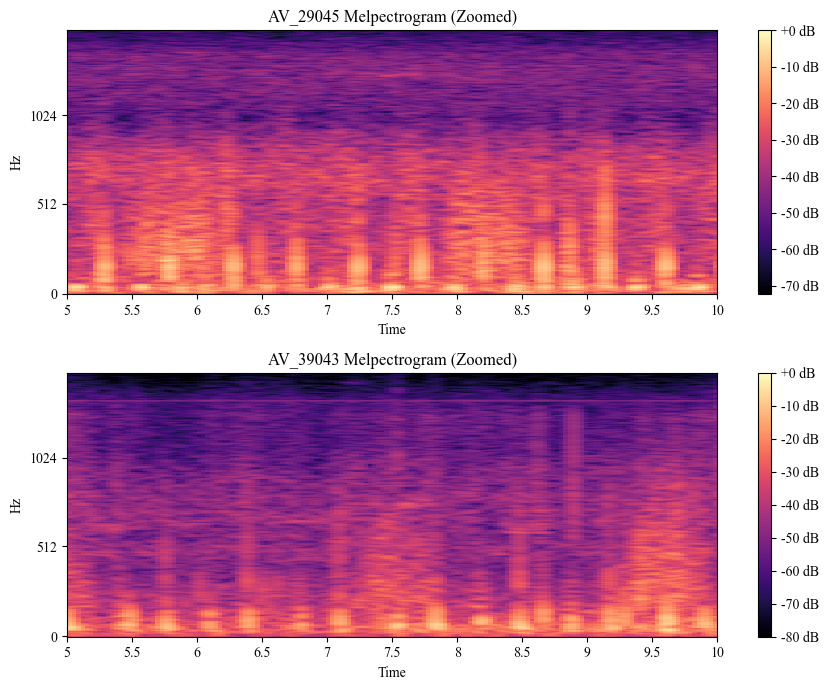 AV_29045 Melpectrogram (Zoomed)
Hz
1024
512
0
5
5.5
6
6.5
7
7.5
8
8.5
9
9.5
10
Time
+0 dB
-10 dB
-20 dB
-30 dB
-40 dB
-50 dB
-60 dB
-70 dB
AV_39043 Melpectrogram (Zoomed)
Hz
1024
512
0
5
5.5
6
6.5
7
7.5
8
8.5
9
9.5
10
Time
+0 dB
-10 dB
-20 dB
-30 dB
-40 dB
-50 dB
-60 dB
-70 dB
-80 dB